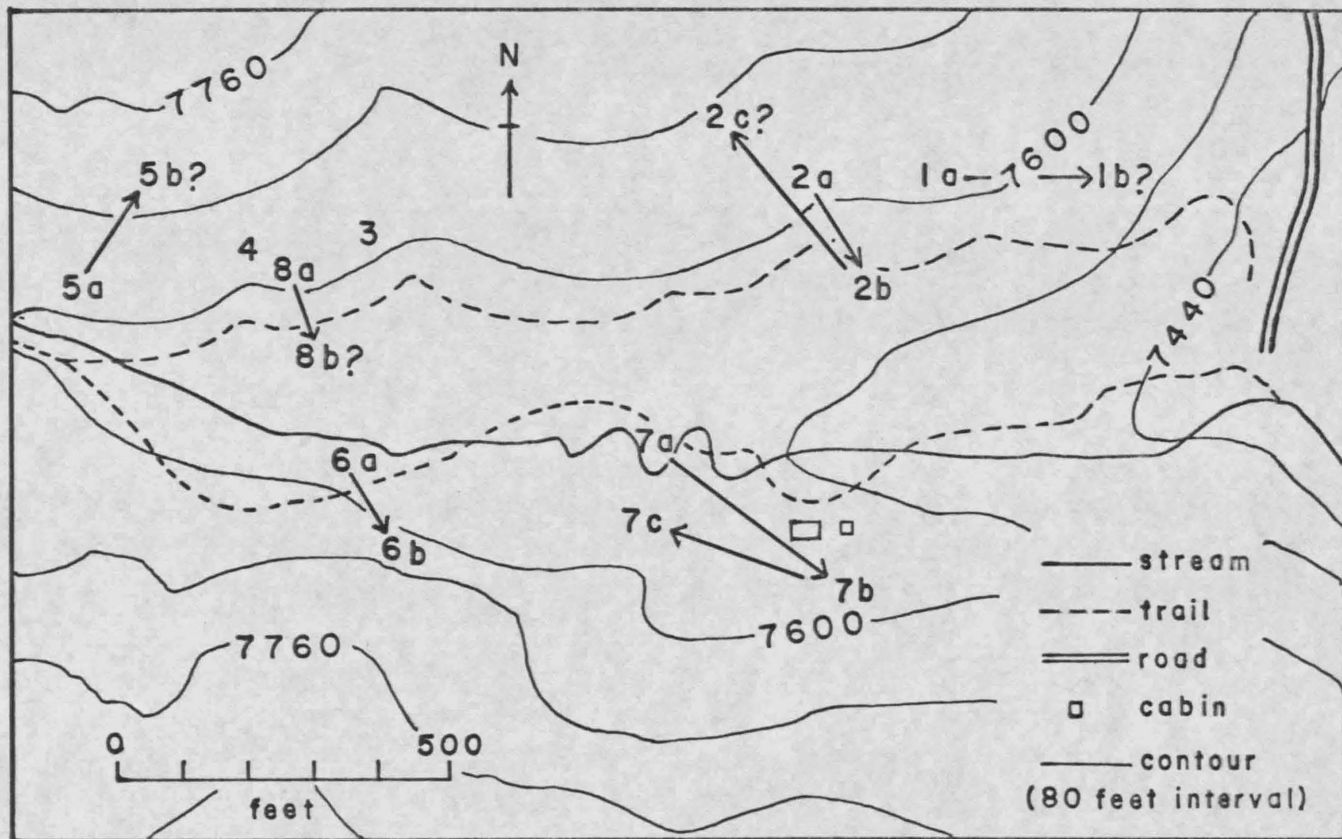 7760
N
2c?
5b?
2a
1a
7600
1b?
4
3
8a
5a
2b
8b?
7440
7a
6a
7c
6b
7b
stream
7600
trail
7760
road
cabin
0
500
contour
feet
(80 feet interval)